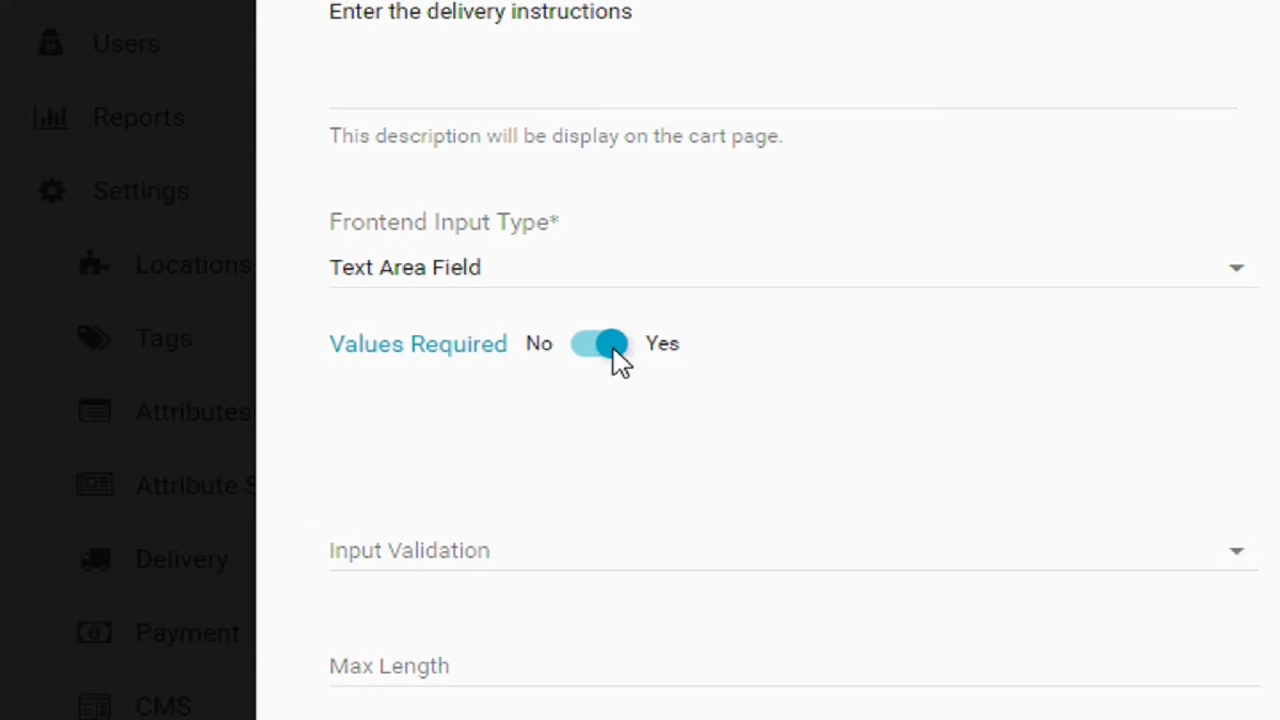 Users
Reports
Settings
Locations
Tags
Attributes
Attribute S
Delivery
Payment
CMS
Enter the delivery instructions
This description will be display on the cart page.
Frontend Input Type*
Text Area Field
Values Required No Yes
Input Validation
Max Length